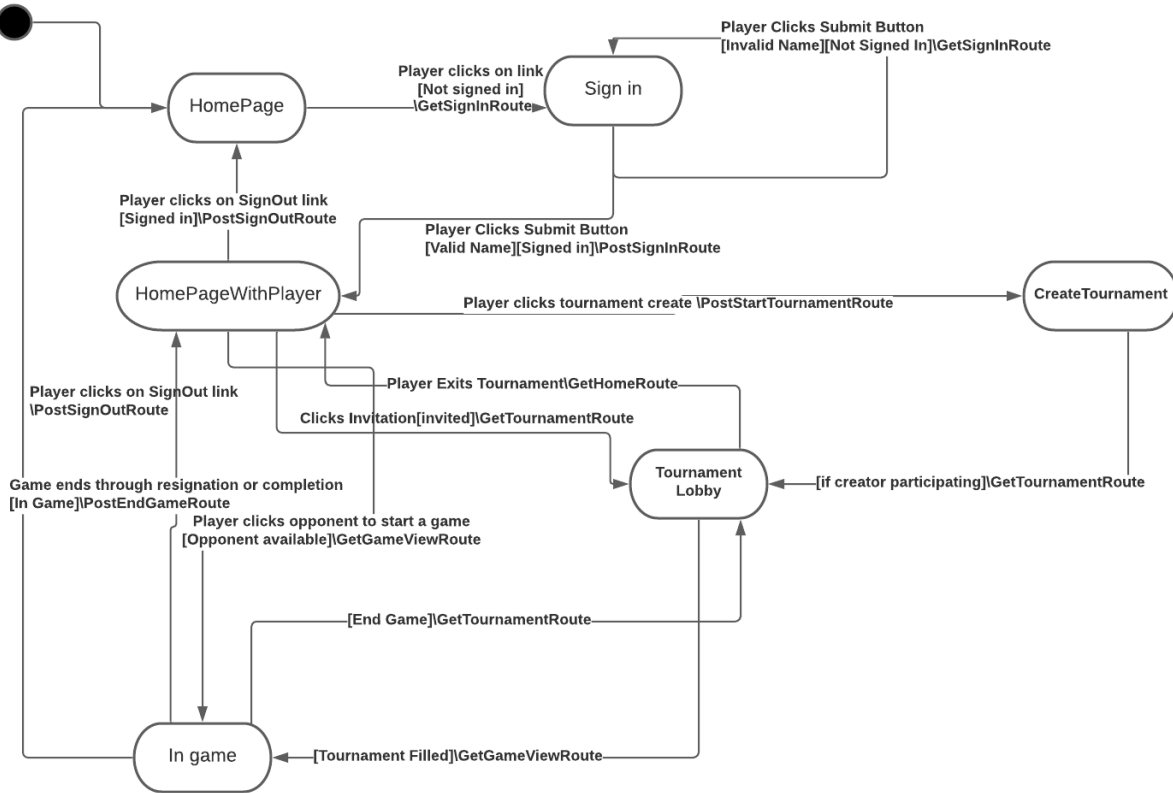 Player Clicks Submit Button
[Invalid Name][Not Signed In]\GetSignInRoute
Player clicks on link
[Not signed in]
\GetSignInRoute
Sign in
HomePage
Player clicks on SignOut link
[Signed in]\PostSignOutRoute
Player Clicks Submit Button
[Valid Name][Signed in]\PostSignInRoute
HomePageWithPlayer
Player clicks tournament create \PostStartTournamentRoute
CreateTournament
Player Exits Tournament\GetHomeRoute
Player clicks on SignOut link
\PostSignOutRoute
Clicks Invitation[invited]\GetTournamentRoute
Tournament
Lobby
[if creator participating]\GetTournamentRoute
Game ends through resignation or completion
[In Game]\PostEndGameRoute
Player clicks opponent to start a game
[Opponent available]\GetGameViewRoute
[End Game]\GetTournamentRoute
In game
[Tournament Filled]\GetGameViewRoute